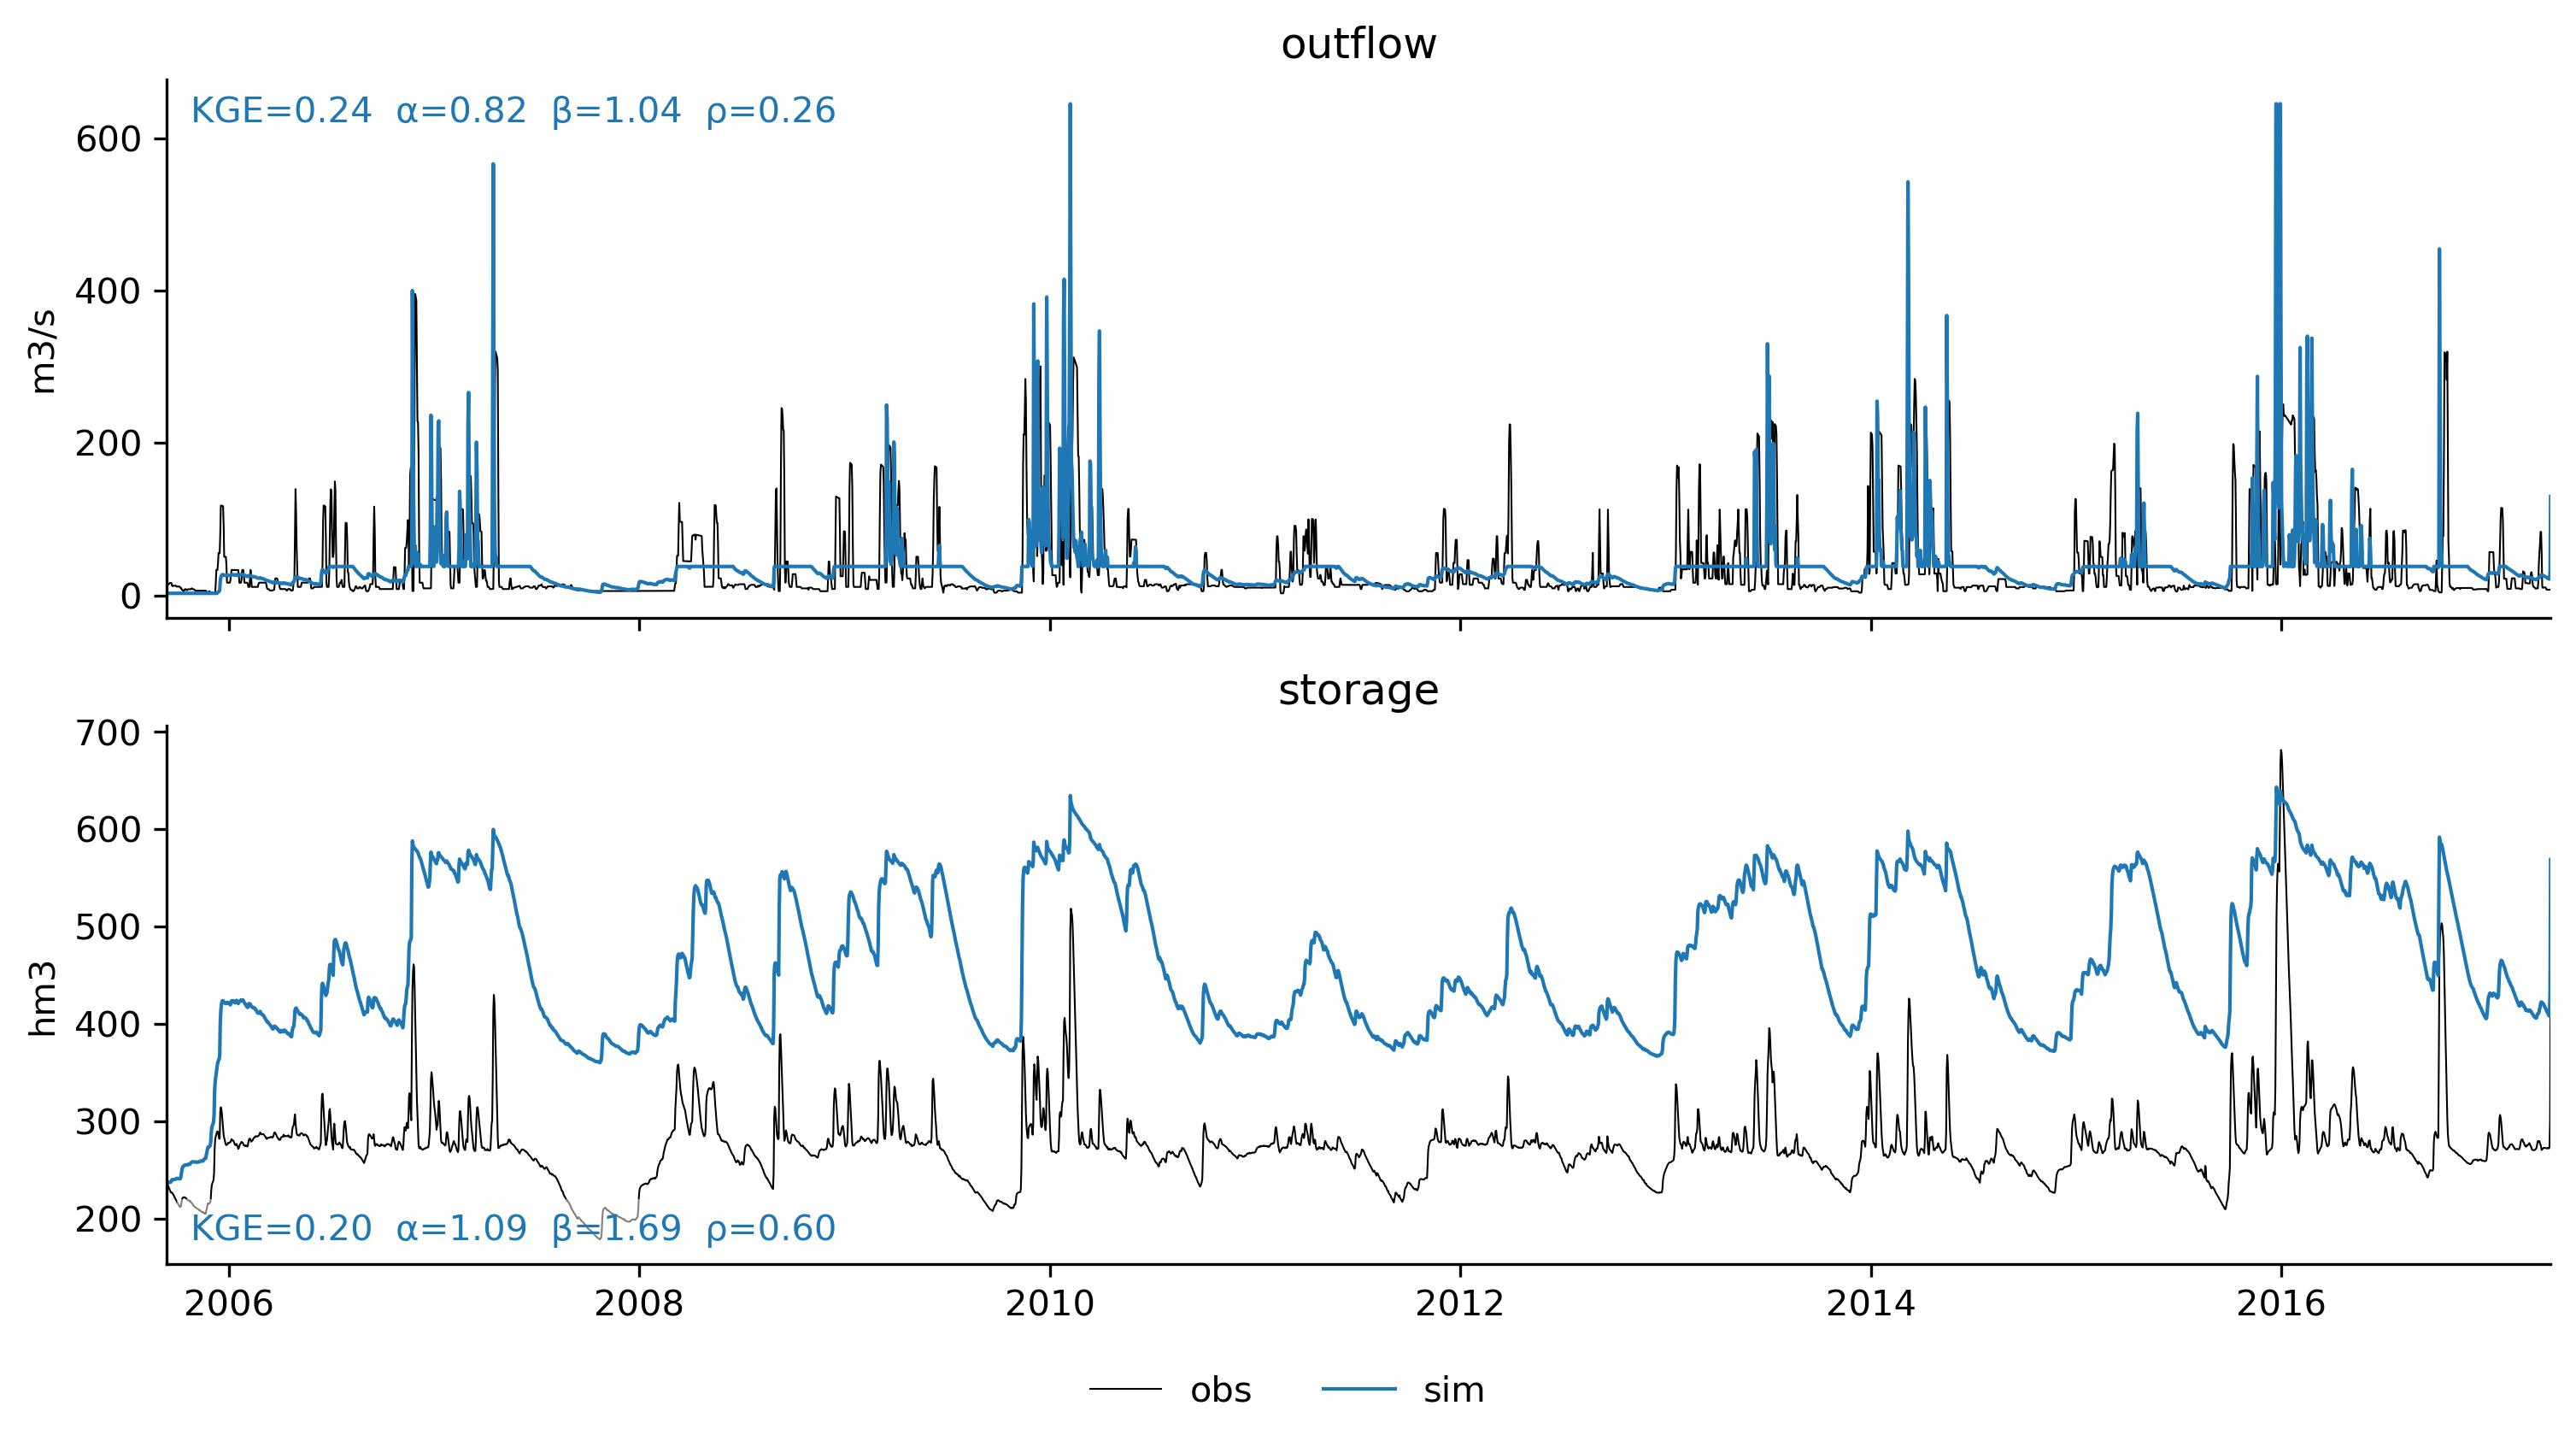 outflow
KGE=0.24 α=0.82 β=1.04 ρ=0.26
600
400
200
0
m3/s
storage
700
600
500
400
300
200
hm3
KGE=0.20 α=1.09 β=1.69 ρ=0.60
2006 2008 2010 2012 2014 2016
obs sim